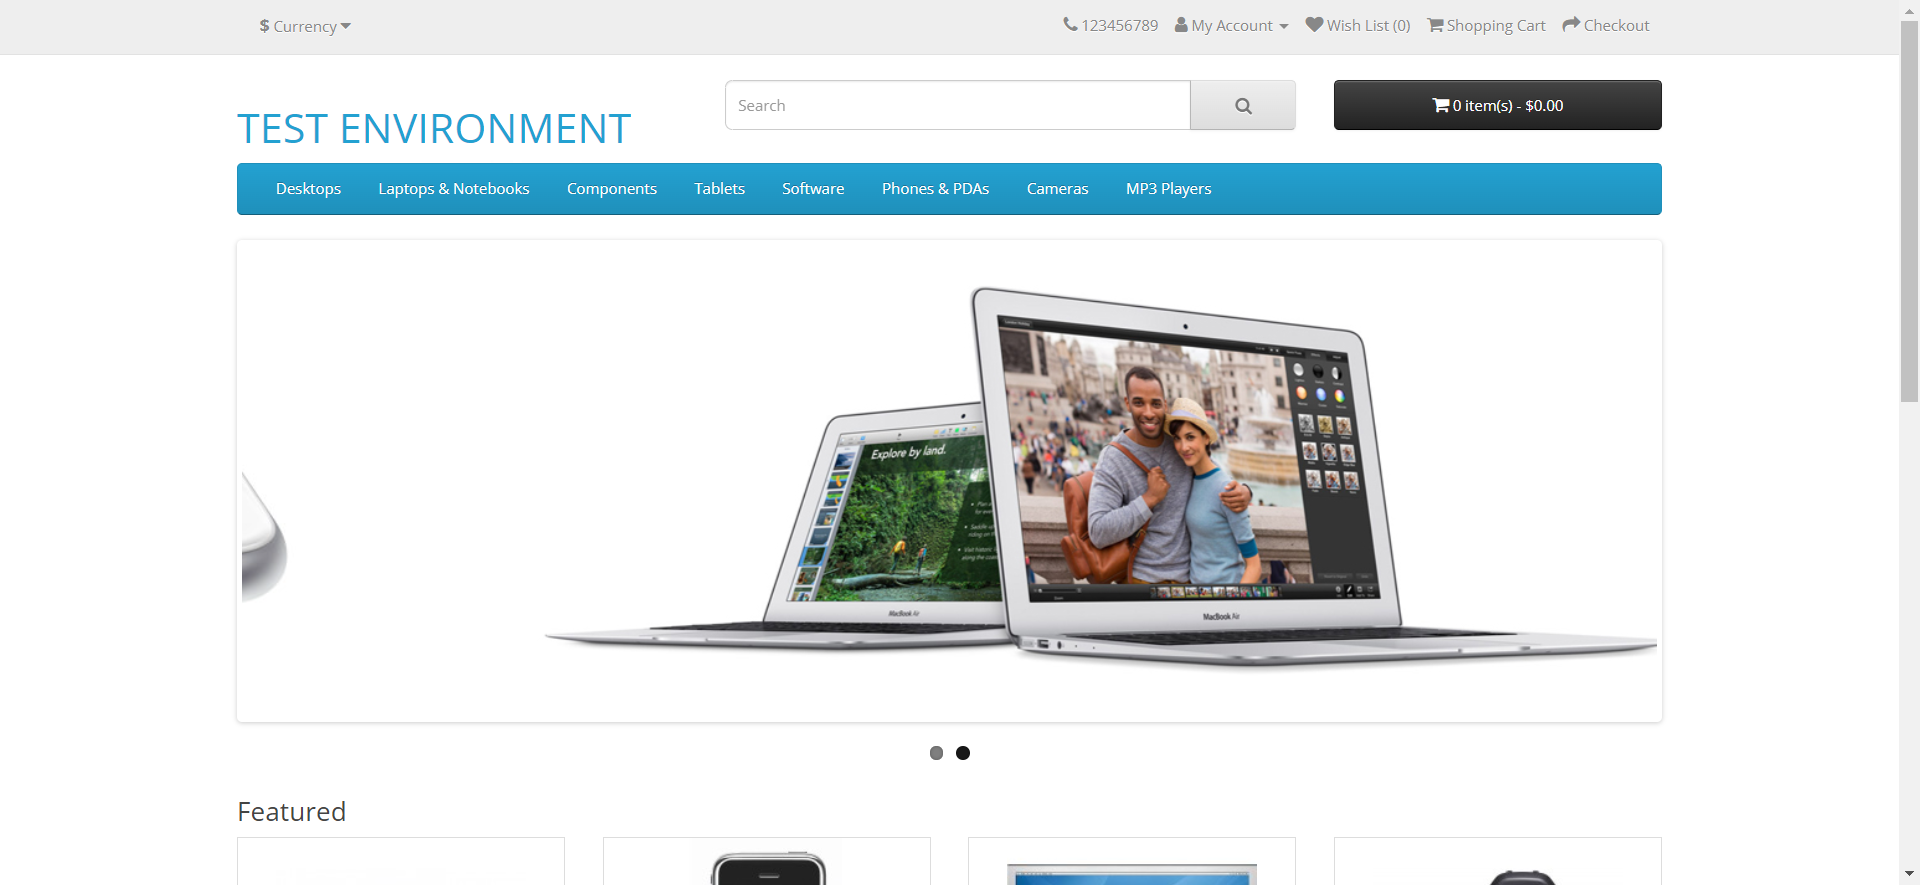 $ Currency
123456789 My Account Wish List (0) Shopping Cart Checkout
TEST ENVIRONMENT
Search
0 item(s) - $0.00
Desktops Laptops & Notebooks Components Tablets Software Phones & PDAs Cameras MP3 Players
Explore by land.
MacBook Air
MacBook Air
Featured